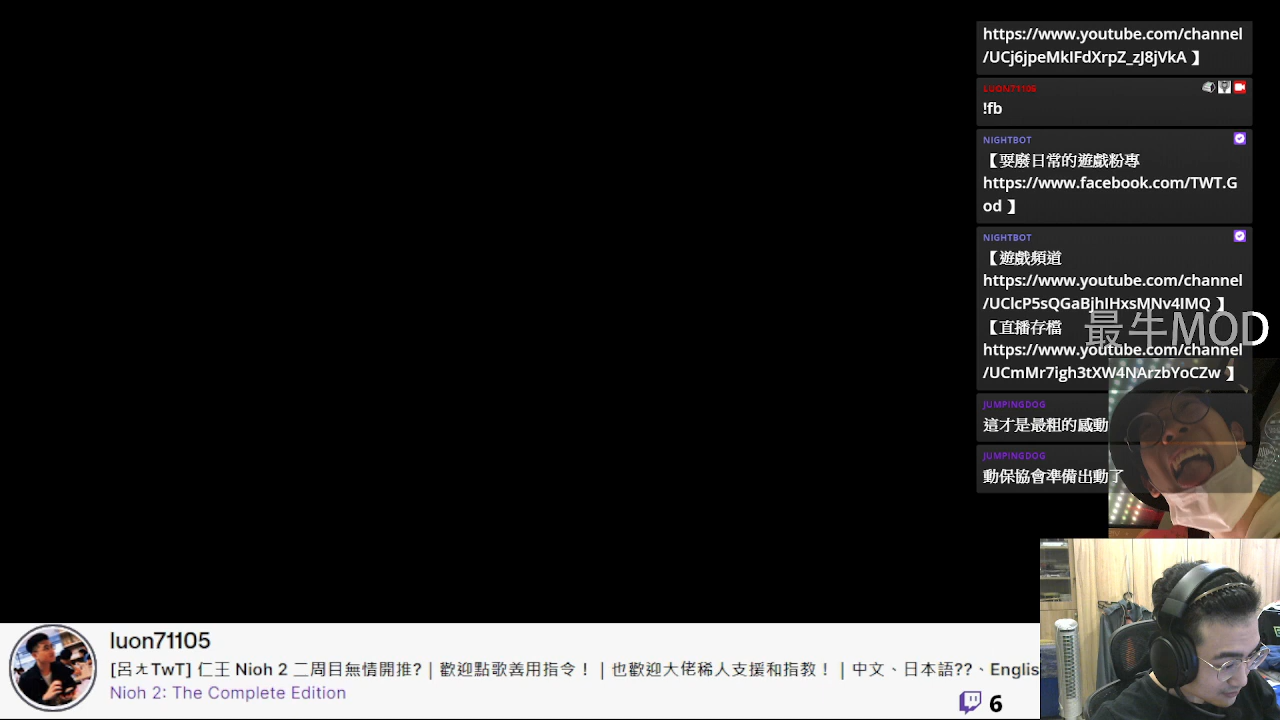 https://www.youtube.com/channel
/UCj6jpeMkIFdXrpZ_zJ8jVkA 】
LUON71105
!fb
NIGHTBOT
【 耍廢日常的遊戲粉專
https://www.facebook.com/TWT.G
od 】
NIGHTBOT
【 遊戲頻道
https://www.youtube.com/channel
/UClcP5sQGaBjhIHxsMNv4IMQ 】
【 直播存檔
https://www.youtube.com/channel
/UCmMr7igh3tXW4NArzbYoCZw 】
最牛MOD
JUMPINGDOG
這才是最粗的感動
JUMPINGDOG
動保協會準備出動了
luon71105
[呂ㄤTwT] 仁王 Nioh 2 二周目無情開推?｜歡迎點歌善用指令！｜也歡迎大佬稀人支援和指教！｜中文、日本語??、Englis
Nioh 2: The Complete Edition
6